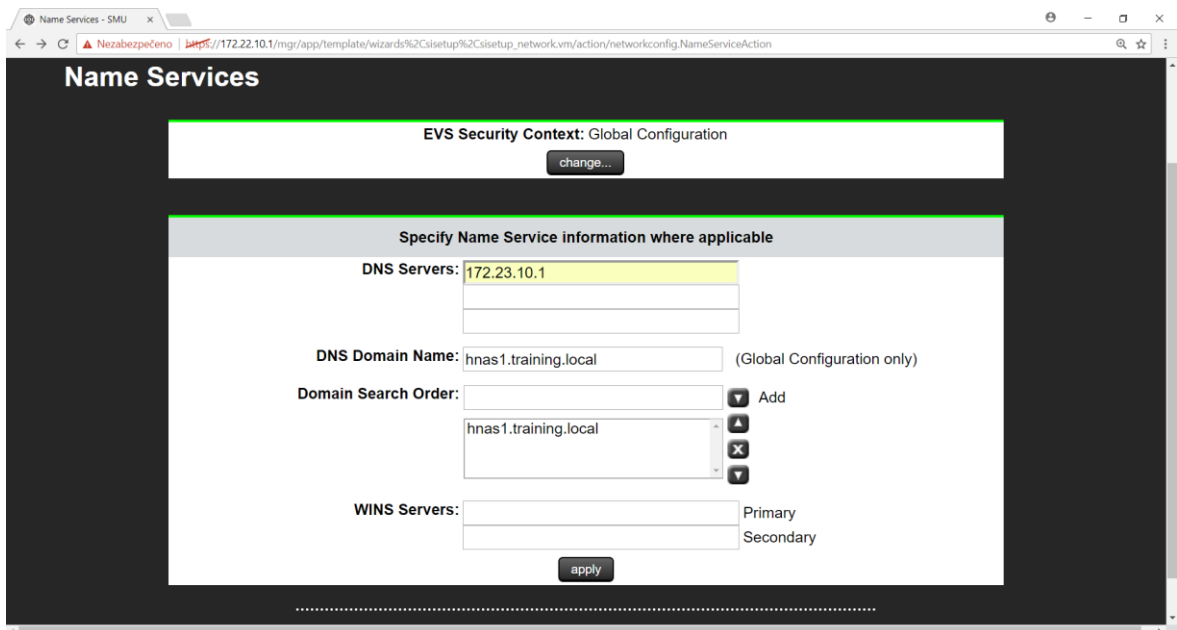 Name Services - SMU
Nezabezpečeno | https://172.22.10.1/mgr/app/template/wizards%2Csisetup%2Csisetup_network.vm/action/networkconfig.NameServiceAction
Name Services
EVS Security Context: Global Configuration
change...
Specify Name Service information where applicable
DNS Servers: 172.23.10.1
DNS Domain Name: hnas1.training.local (Global Configuration only)
Domain Search Order: Add
hnas1.training.local
WINS Servers: Primary
Secondary
apply